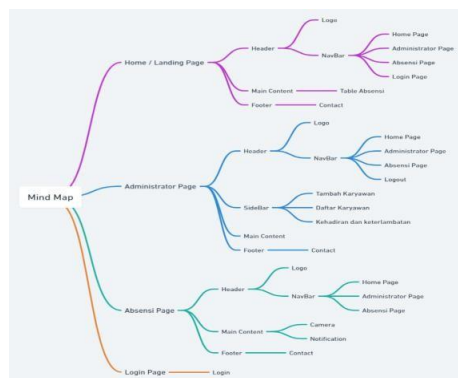 Mind Map
Home / Landing Page
Header
Logo
NavBar
Home Page
Administrator Page
Absensi Page
Login Page
Main Content
Table Absensi
Footer
Contact
Administrator Page
Header
Logo
NavBar
Home Page
Administrator Page
Absensi Page
Logout
SideBar
Tambah Karyawan
Daftar Karyawan
Kehadiran dan keterlambatan
Main Content
Footer
Contact
Absensi Page
Header
Logo
NavBar
Home Page
Administrator Page
Absensi Page
Main Content
Camera
Notification
Footer
Contact
Login Page
Login